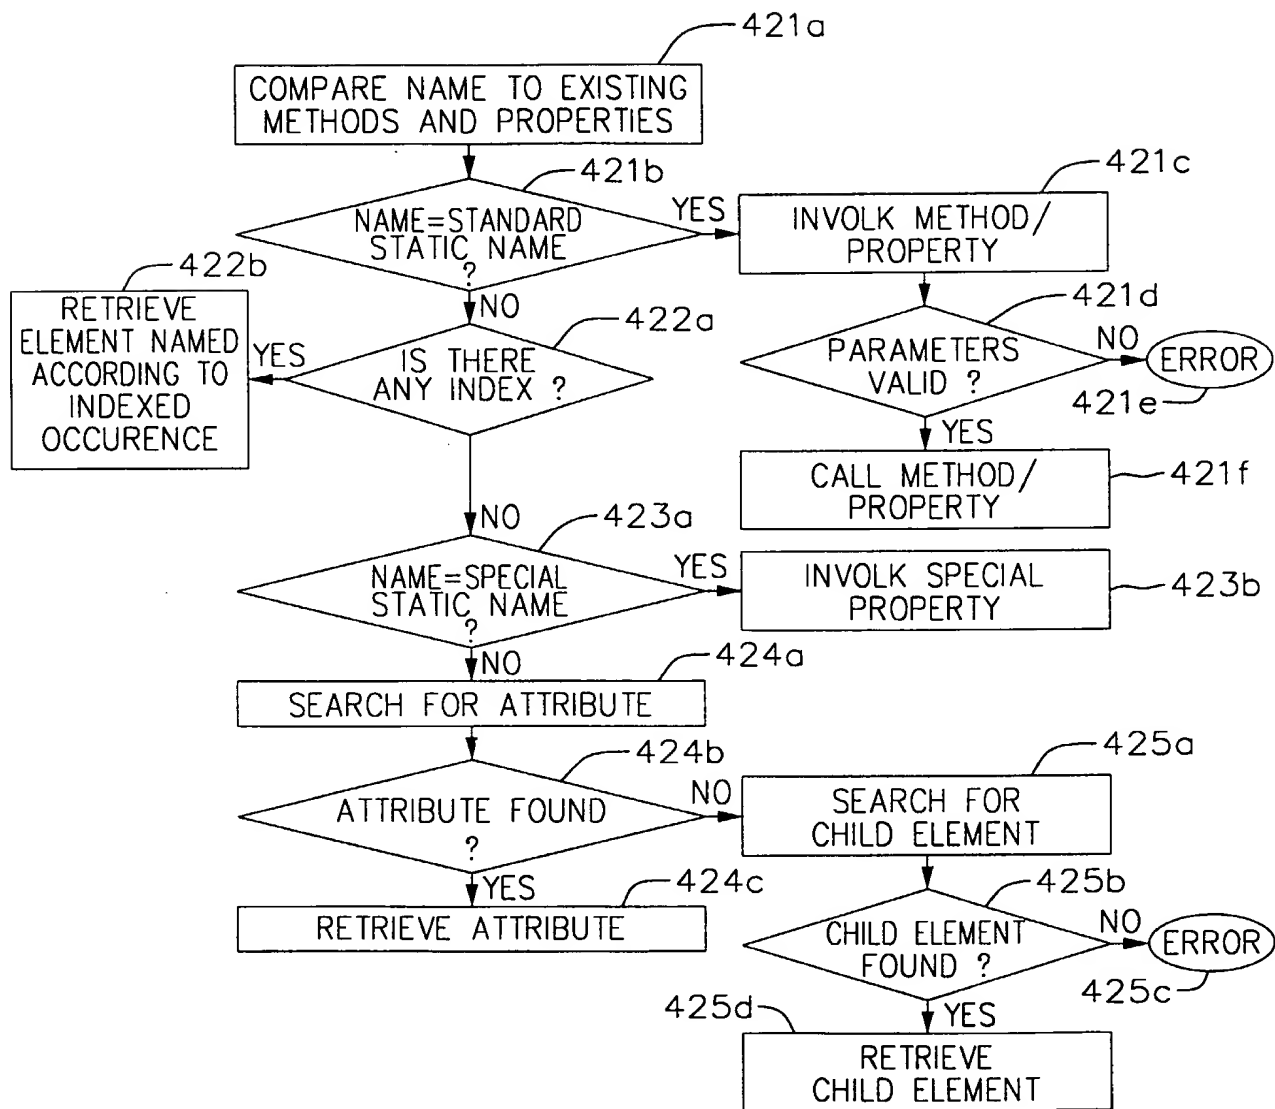 421a
COMPARE NAME TO EXISTING
METHODS AND PROPERTIES
421b
NAME=STANDARD
STATIC NAME
?
YES
421c
INVOLK METHOD/
PROPERTY
422b
RETRIEVE
ELEMENT NAMED
ACCORDING TO
INDEXED
OCCURENCE
NO
422a
IS THERE
ANY INDEX ?
YES
421d
PARAMETERS
VALID ?
NO
ERROR
421e
YES
CALL METHOD/
PROPERTY
421f
NO
423a
NAME=SPECIAL
STATIC NAME
?
YES
INVOLK SPECIAL
PROPERTY
423b
NO
424a
SEARCH FOR ATTRIBUTE
424b
ATTRIBUTE FOUND
?
NO
425a
SEARCH FOR
CHILD ELEMENT
YES
424c
RETRIEVE ATTRIBUTE
425b
CHILD ELEMENT
FOUND ?
NO
ERROR
425c
YES
425d
RETRIEVE
CHILD ELEMENT